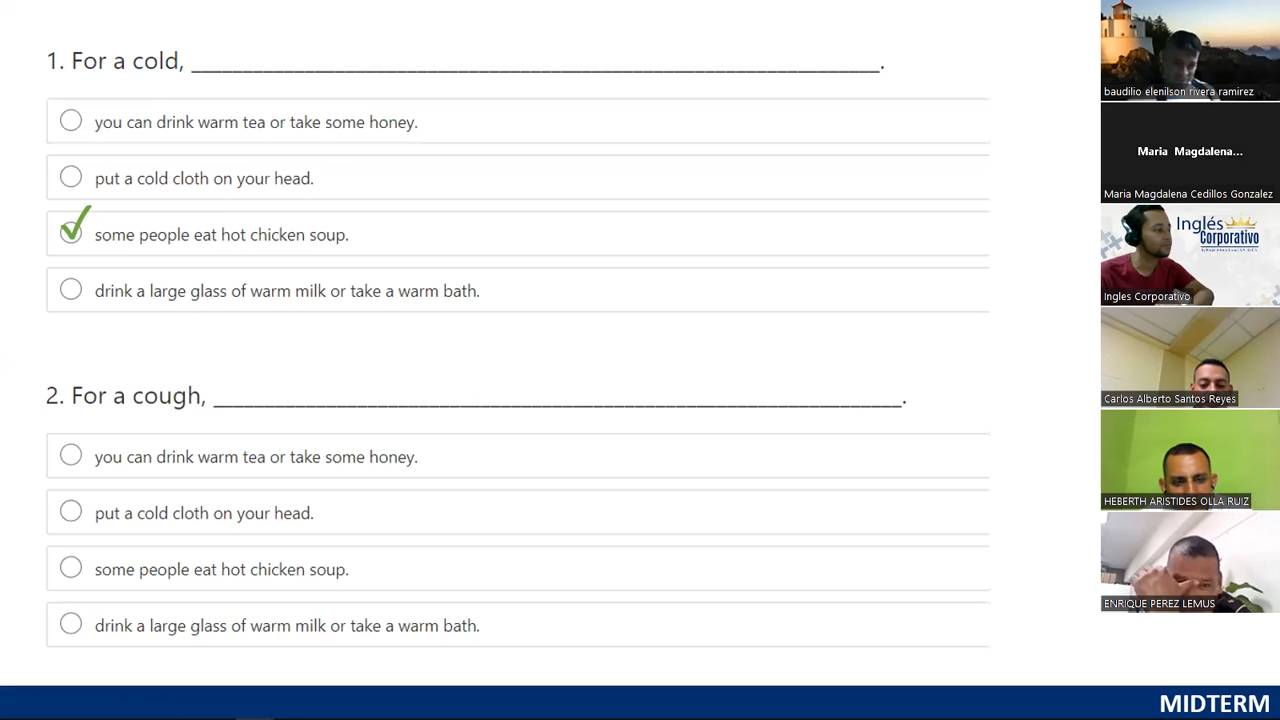 1. For a cold, ________________________________________________________.
you can drink warm tea or take some honey.
put a cold cloth on your head.
some people eat hot chicken soup.
drink a large glass of warm milk or take a warm bath.
2. For a cough, ________________________________________________________.
you can drink warm tea or take some honey.
put a cold cloth on your head.
some people eat hot chicken soup.
drink a large glass of warm milk or take a warm bath.
MIDTERM
baudilio elenilson rivera ramirez
Maria Magdalena...
Maria Magdalena Cedillos Gonzalez
Inglés
Corporativo
Ingles Corporativo
Carlos Alberto Santos Reyes
HEBERTH ARISTIDES OLLA RUIZ
ENRIQUE PEREZ LEMUS